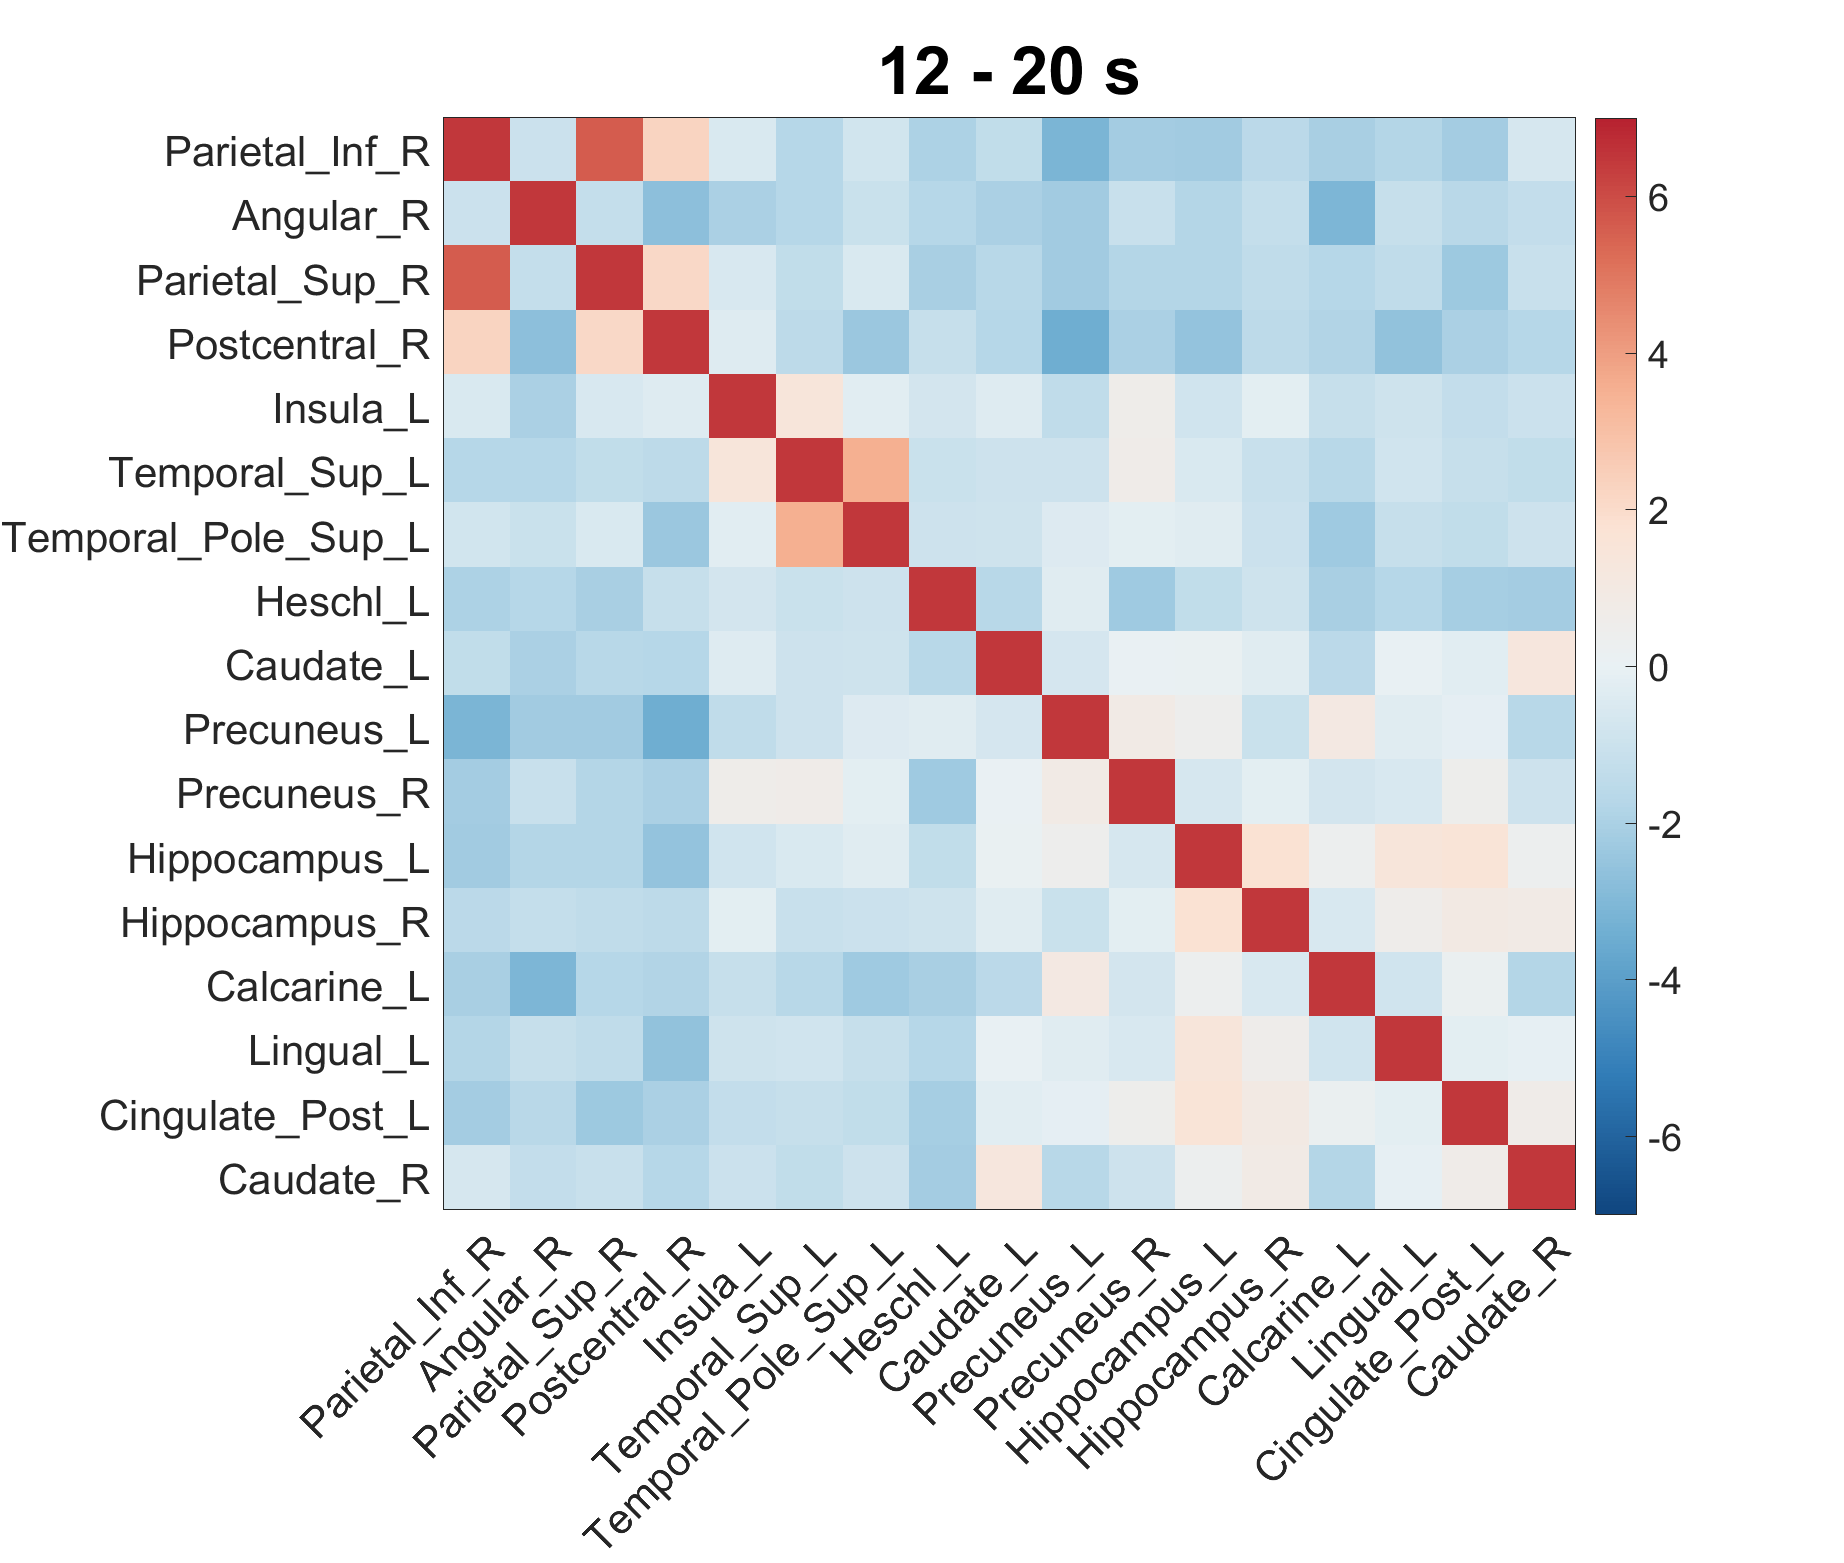 12 - 20 s
Parietal_Inf_R
Angular_R
Parietal_Sup_R
Postcentral_R
Insula_L
Temporal_Sup_L
Temporal_Pole_Sup_L
Heschl_L
Caudate_L
Precuneus_L
Precuneus_R
Hippocampus_L
Hippocampus_R
Calcarine_L
Lingual_L
Cingulate_Post_L
Caudate_R
6
4
2
0
-2
-4
-6
Parietal_Inf_R
Angular_R
Parietal_Sup_R
Postcentral_R
Insula_L
Temporal_Sup_L
Temporal_Pole_Sup_L
Heschl_L
Caudate_L
Precuneus_L
Precuneus_R
Hippocampus_L
Hippocampus_R
Calcarine_L
Lingual_L
Cingulate_Post_L
Caudate_R